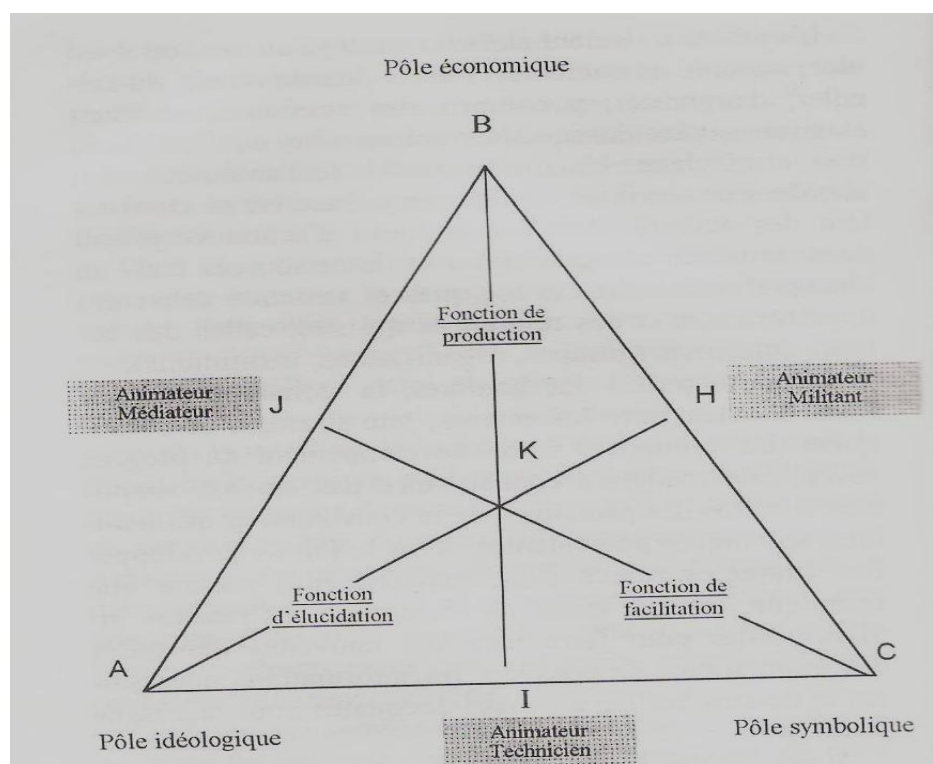 Pôle économique
B
Fonction de
production
Animateur
Médiateur
J
H
Animateur
Militant
K
Fonction
d'élucidation
Fonction de
facilitation
A
C
I
Pôle idéologique
Animateur
Technicien
Pôle symbolique